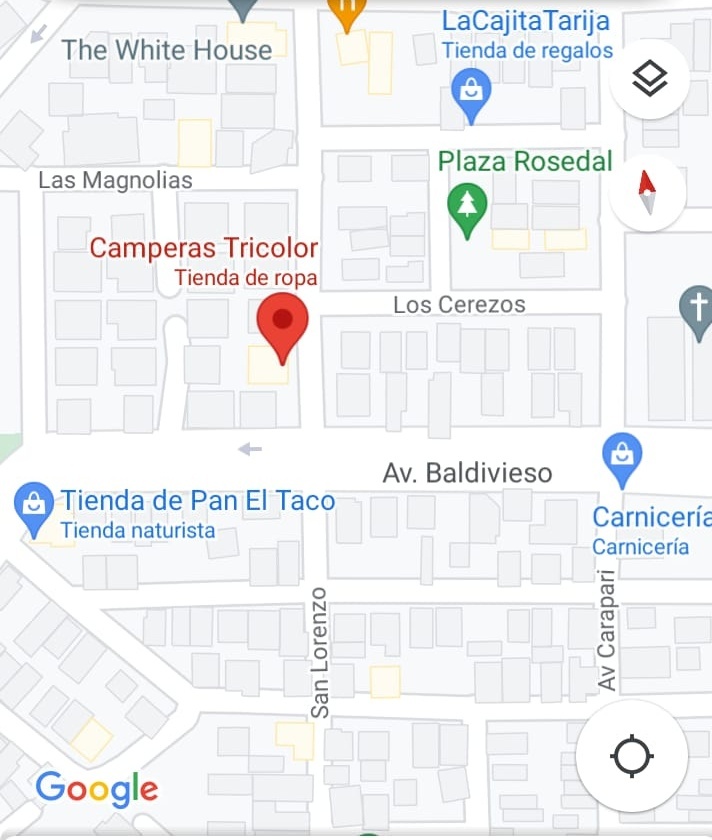 LaCajitaTarija
Tienda de regalos
The White House
Plaza Rosedal
Las Magnolias
Camperas Tricolor
Tienda de ropa
Los Cerezos
Av. Baldivieso
Tienda de Pan El Taco
Tienda naturista
Carnicería
Carnicería
San Lorenzo
Av Carapari
Google